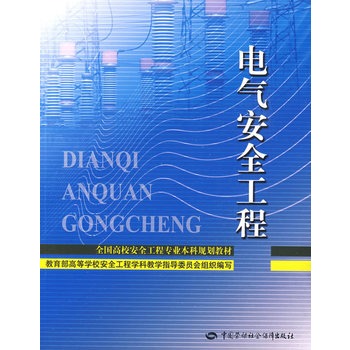 电气安全工程
DIANQI
ANQUAN
GONGCHENG
全国高校安全工程专业本科规划教材
教育部高等学校安全工程学科教学指导委员会组织编写
中国劳动社会保障出版社